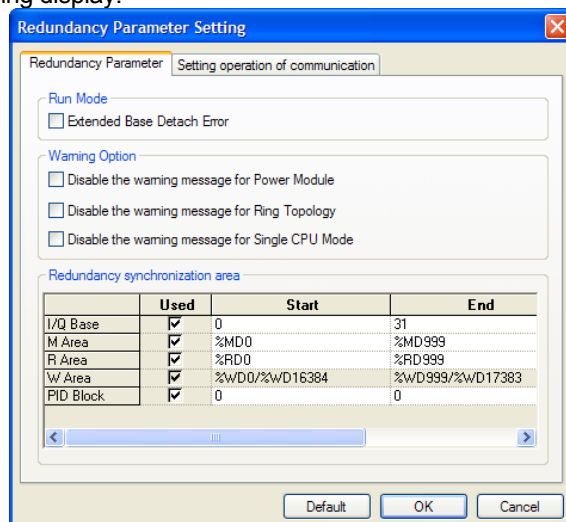 ing display.
Redundancy Parameter Setting
Redundancy Parameter Setting operation of communication
Run Mode
Extended Base Detach Error
Warning Option
Disable the warning message for Power Module
Disable the warning message for Ring Topology
Disable the warning message for Single CPU Mode
Redundancy synchronization area
Used Start End
I/Q Base 0 31
M Area %MD0 %MD999
R Area %RD0 %RD999
W Area %WD0/%WD16384 %WD999/%WD17383
PID Block 0 0
Default OK Cancel